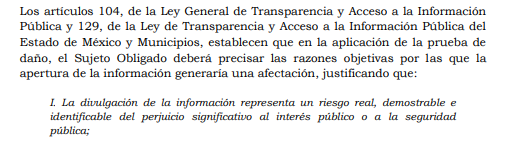 Los artículos 104, de la Ley General de Transparencia y Acceso a la Información
Pública y 129, de la Ley de Transparencia y Acceso a la Información Pública del
Estado de México y Municipios, establecen que en la aplicación de la prueba de
daño, el Sujeto Obligado deberá precisar las razones objetivas por las que la
apertura de la información generaría una afectación, justificando que:
I. La divulgación de la información representa un riesgo real, demostrable e
identificable del perjuicio significativo al interés público o a la seguridad
pública;